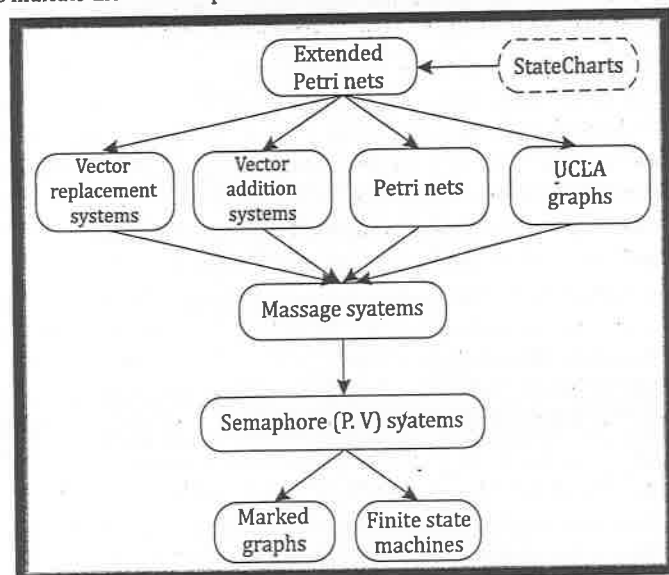 Extended
Petri nets
StateCharts
Vector
replacement
systems
Vector
addition
systems
Petri nets
UCLA
graphs
Massage syatems
Semaphore (P. V) syatems
Marked
graphs
Finite state
machines